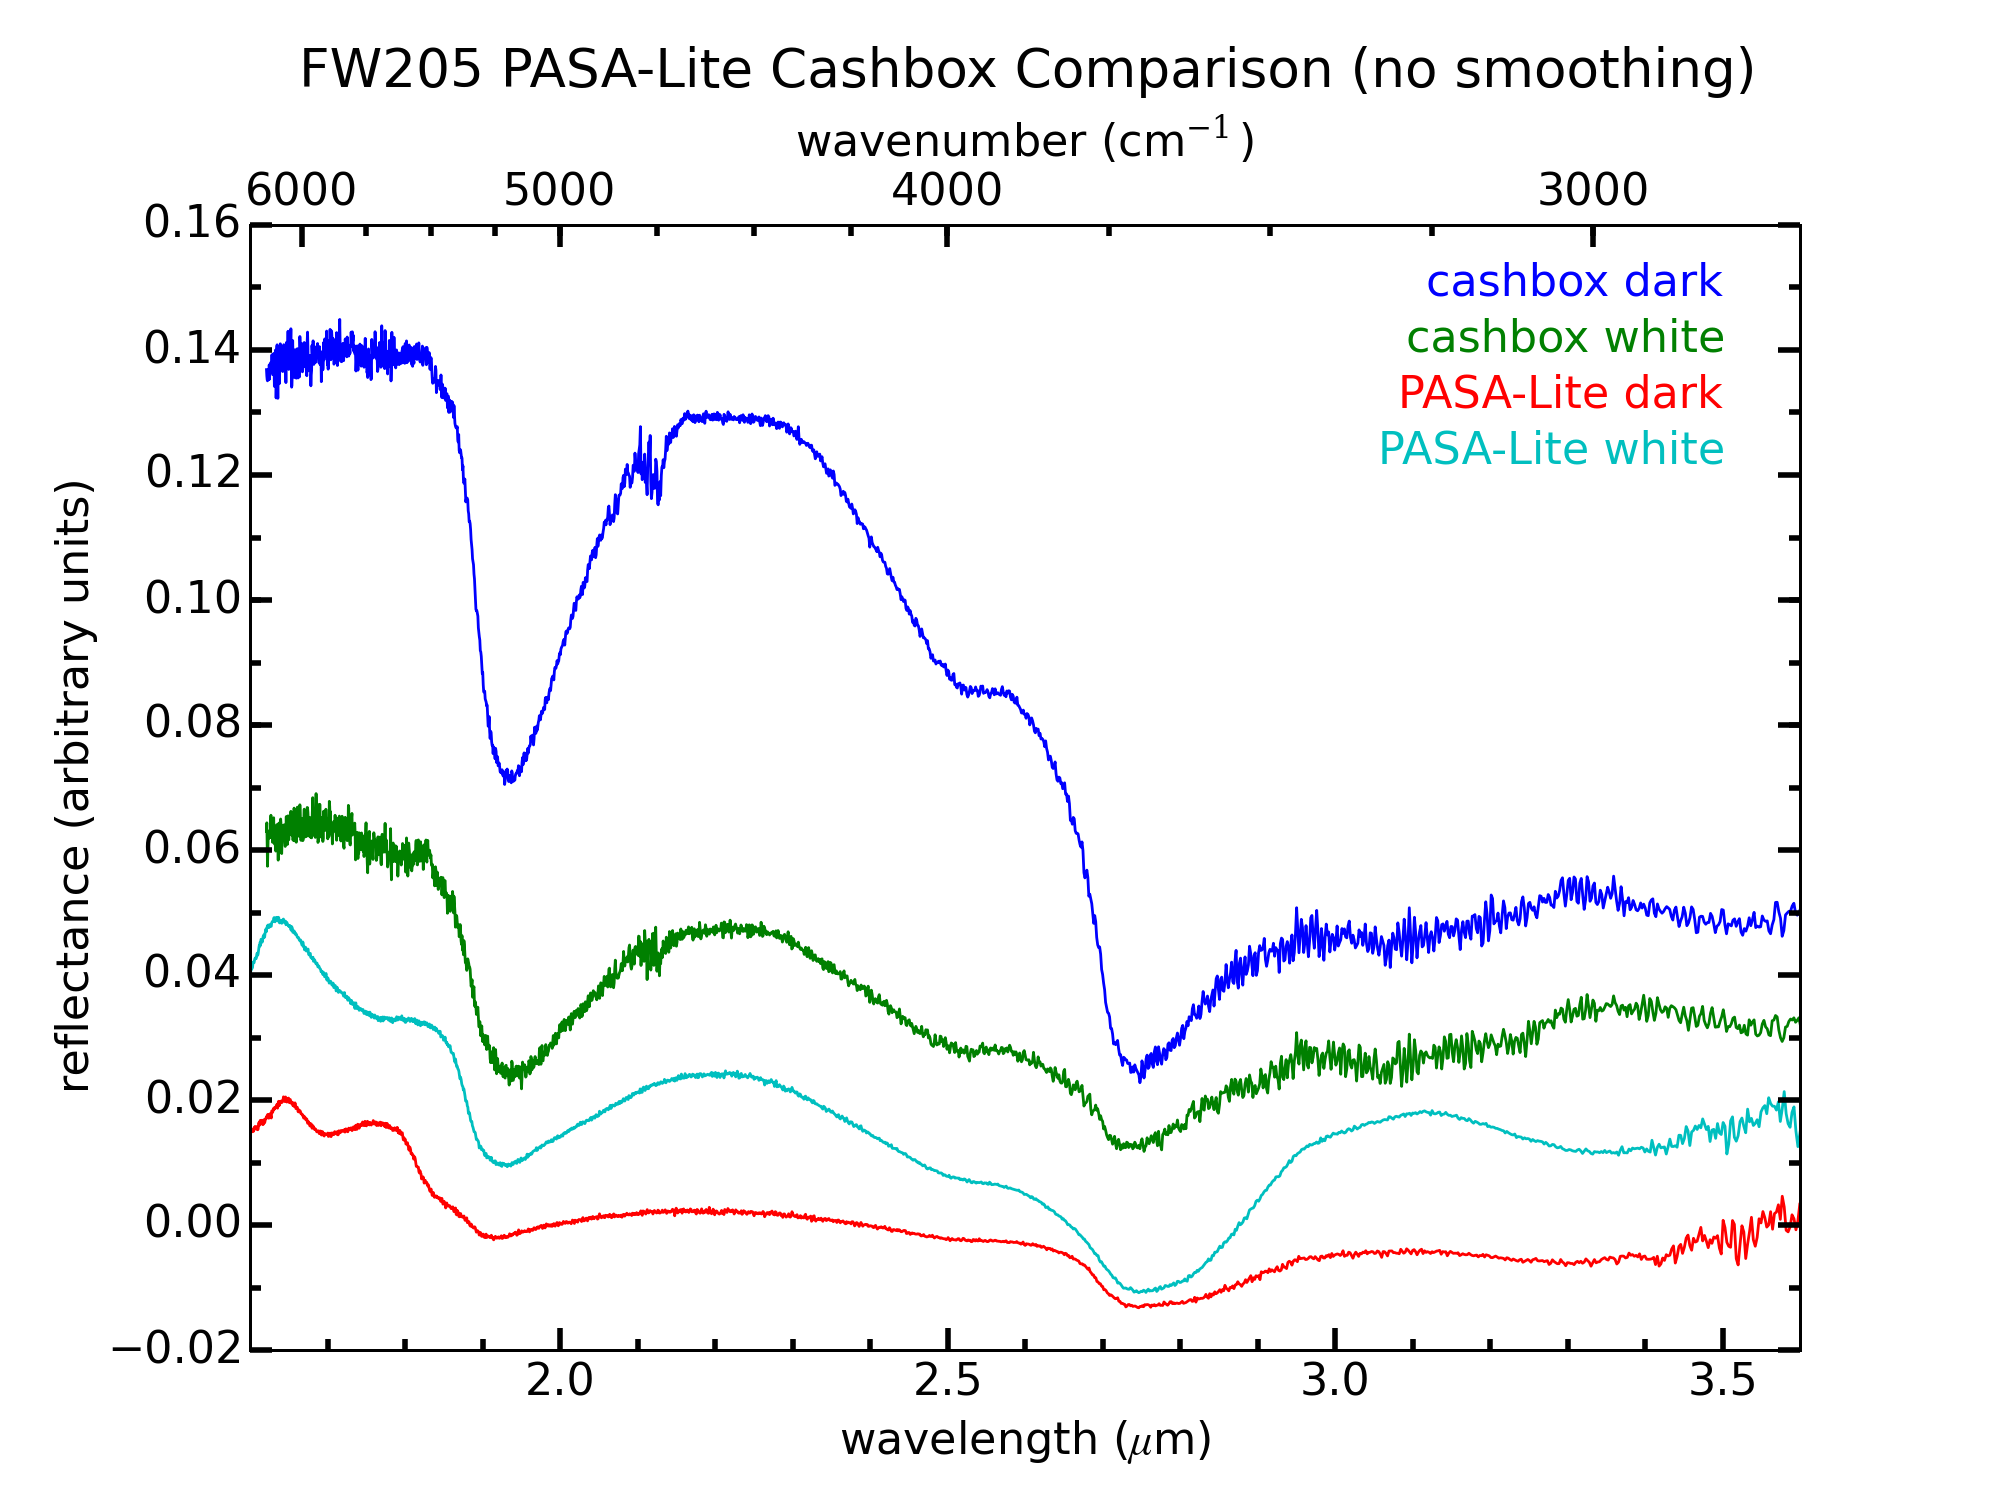 FW205 PASA-Lite Cashbox Comparison (no smoothing)
wavenumber (cm⁻¹)
6000 5000 4000 3000
0.16
0.14
0.12
0.10
0.08
0.06
0.04
0.02
0.00
−0.02
reflectance (arbitrary units)
cashbox dark
cashbox white
PASA-Lite dark
PASA-Lite white
2.0 2.5 3.0 3.5
wavelength (μm)